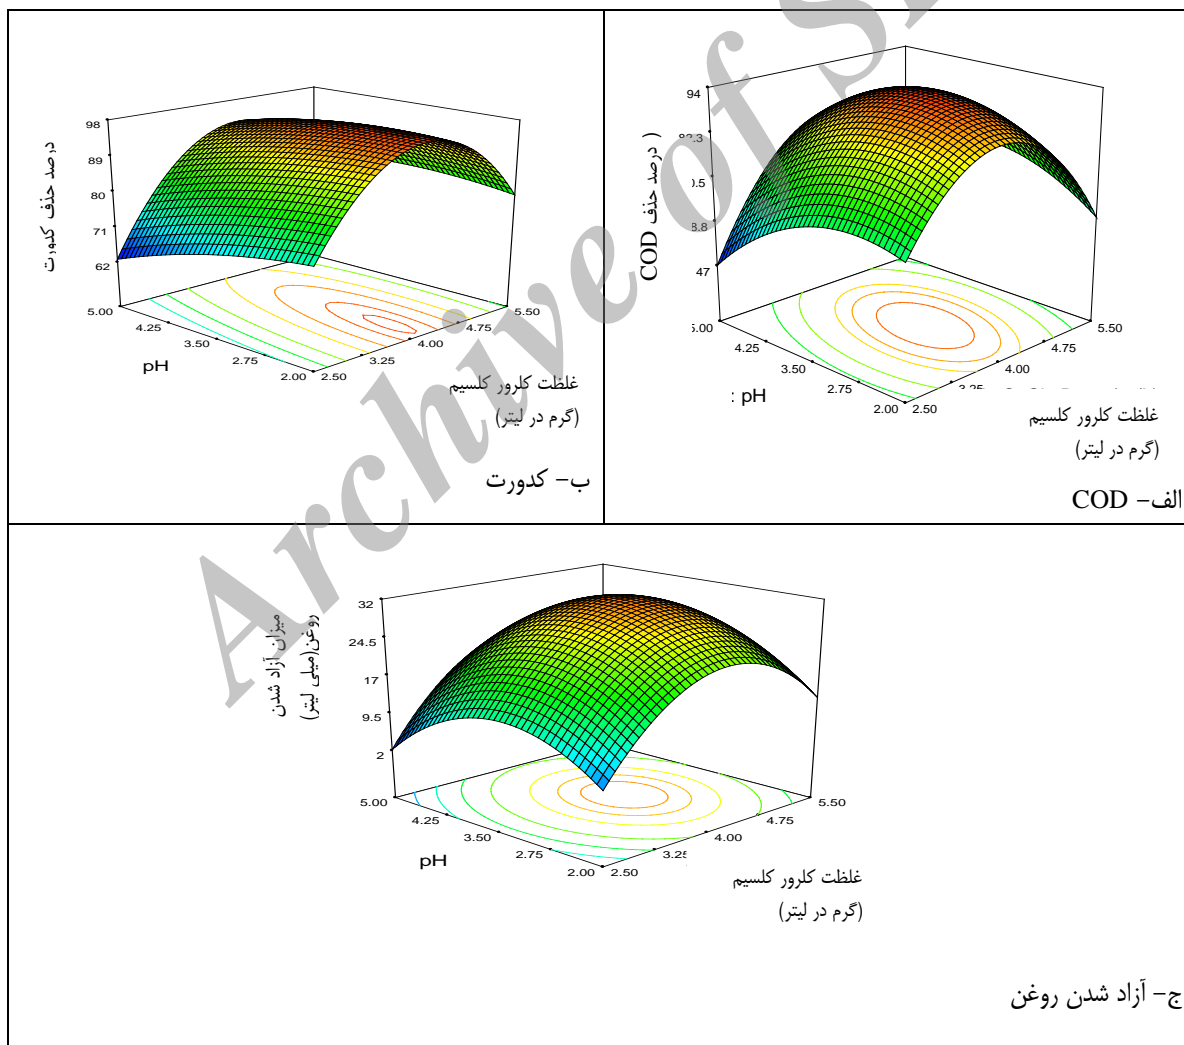 94
47
درصد حذف COD )
5.50
4.75
4.00
2.50
2.00
2.75
3.50
4.25
pH :
غلظت کلرور کلسیم
(گرم در لیتر)
الف- COD
98
89
80
71
62
درصد حذف کدورت
5.00
4.25
3.50
2.75
2.00
2.50
3.25
4.00
4.75
5.50
pH
غلظت کلرور کلسیم
(گرم در لیتر)
ب- کدورت
32
24.5
17
9.5
2
میزان آزاد شدن
روغن(میلی لیتر)
5.00
4.25
3.50
2.75
2.00
2.50
3.25
4.00
4.75
5.50
pH
غلظت کلرور کلسیم
(گرم در لیتر)
ج- آزاد شدن روغن
Archive of